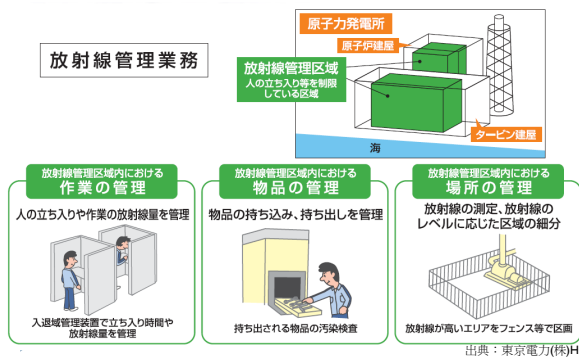 放射線管理業務
原子力発電所
原子炉建屋
放射線管理区域
人の立ち入り等を制限
している区域
タービン建屋
海
放射線管理区域内における
作業の管理
人の立ち入りや作業の放射線量を管理
入退域管理装置で立ち入り時間や
放射線量を管理
放射線管理区域内における
物品の管理
物品の持ち込み、持ち出しを管理
持ち出される物品の汚染検査
放射線管理区域内における
場所の管理
放射線の測定、放射線の
レベルに応じた区域の細分
放射線が高いエリアをフェンス等で区画
出典：東京電力(株)H